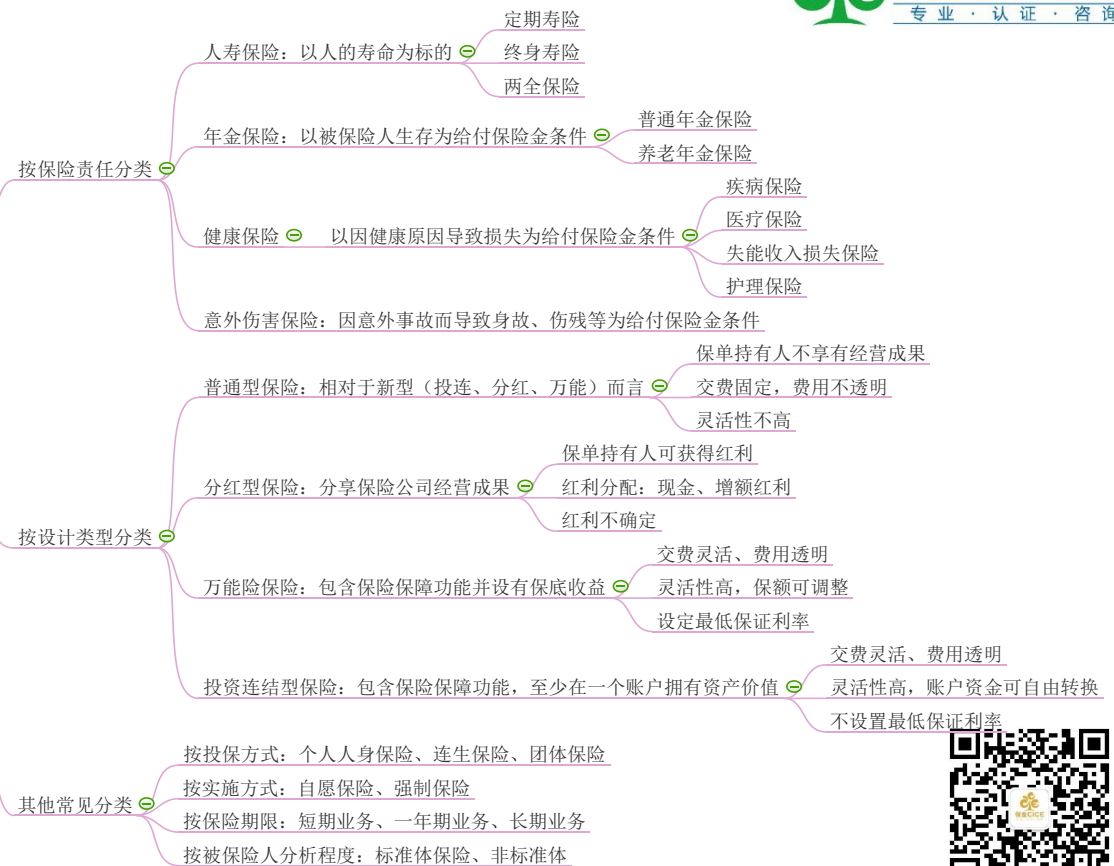 专 业 · 认 证 · 咨 询
定期寿险
人寿保险：以人的寿命为标的
终身寿险
两全保险
普通年金保险
年金保险：以被保险人生存为给付保险金条件
养老年金保险
按保险责任分类
疾病保险
医疗保险
健康保险
以因健康原因导致损失为给付保险金条件
失能收入损失保险
护理保险
意外伤害保险：因意外事故而导致身故、伤残等为给付保险金条件
保单持有人不享有经营成果
普通型保险：相对于新型（投连、分红、万能）而言
交费固定，费用不透明
灵活性不高
保单持有人可获得红利
分红型保险：分享保险公司经营成果
红利分配：现金、增额红利
红利不确定
按设计类型分类
交费灵活、费用透明
万能险保险：包含保险保障功能并设有保底收益
灵活性高，保额可调整
设定最低保证利率
交费灵活、费用透明
投资连结型保险：包含保险保障功能，至少在一个账户拥有资产价值
灵活性高，账户资金可自由转换
不设置最低保证利率
按投保方式：个人人身保险、连生保险、团体保险
其他常见分类
按实施方式：自愿保险、强制保险
按保险期限：短期业务、一年期业务、长期业务
按被保险人分析程度：标准体保险、非标准体
保金CICE